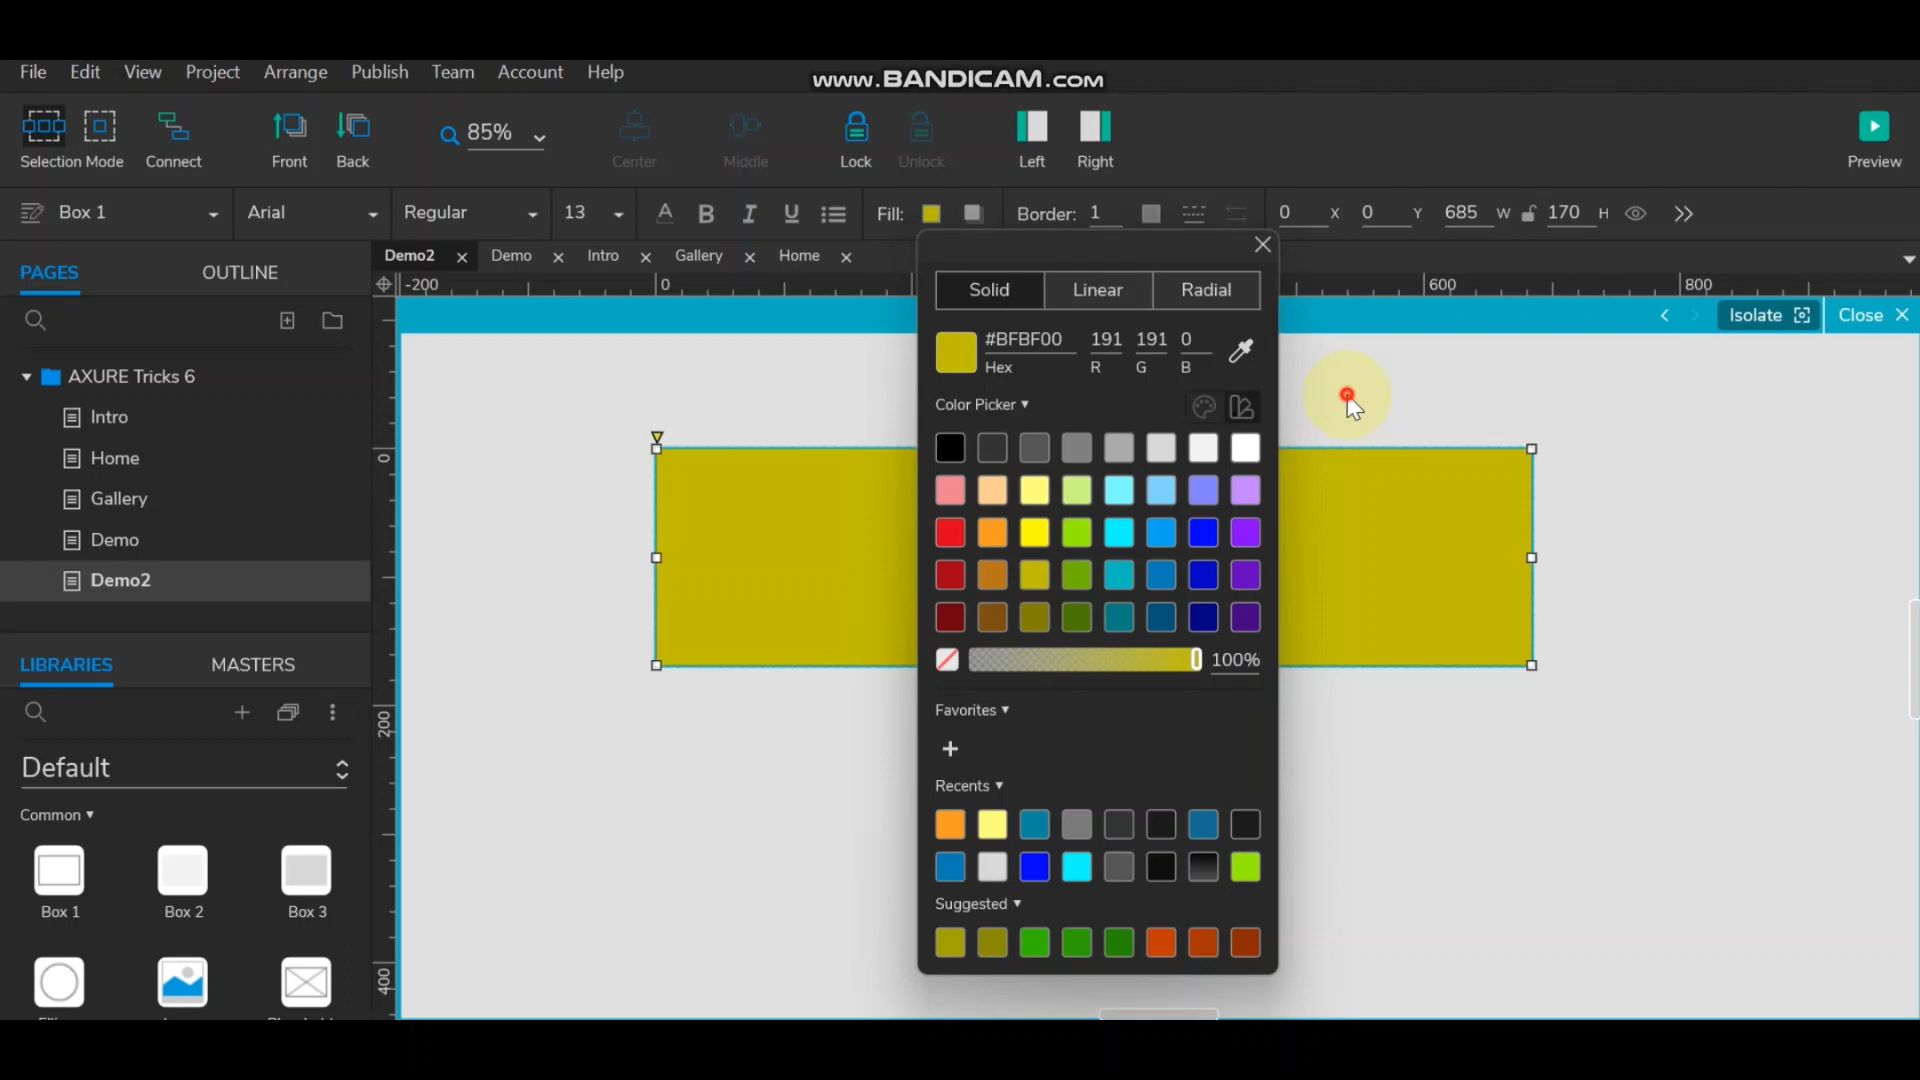 File Edit View Project Arrange Publish Team Account Help
www.BANDICAM.com
85%
Selection Mode Connect Front Back Center Middle Lock Unlock Left Right Preview
Box 1 Arial Regular 13 A B I U Fill: Border: 1 0 X 0 Y 685 W 170 H
PAGES OUTLINE
Demo2 Demo Intro Gallery Home
-200 0 600 800
Solid Linear Radial
Isolate Close
#BFBF00 191 191 0
Hex R G B
AXURE Tricks 6
Intro
Home
Gallery
Demo
Demo2
Color Picker
0
200
400
100%
LIBRARIES MASTERS
Favorites
Default
Recents
Common
Box 1 Box 2 Box 3
Suggested